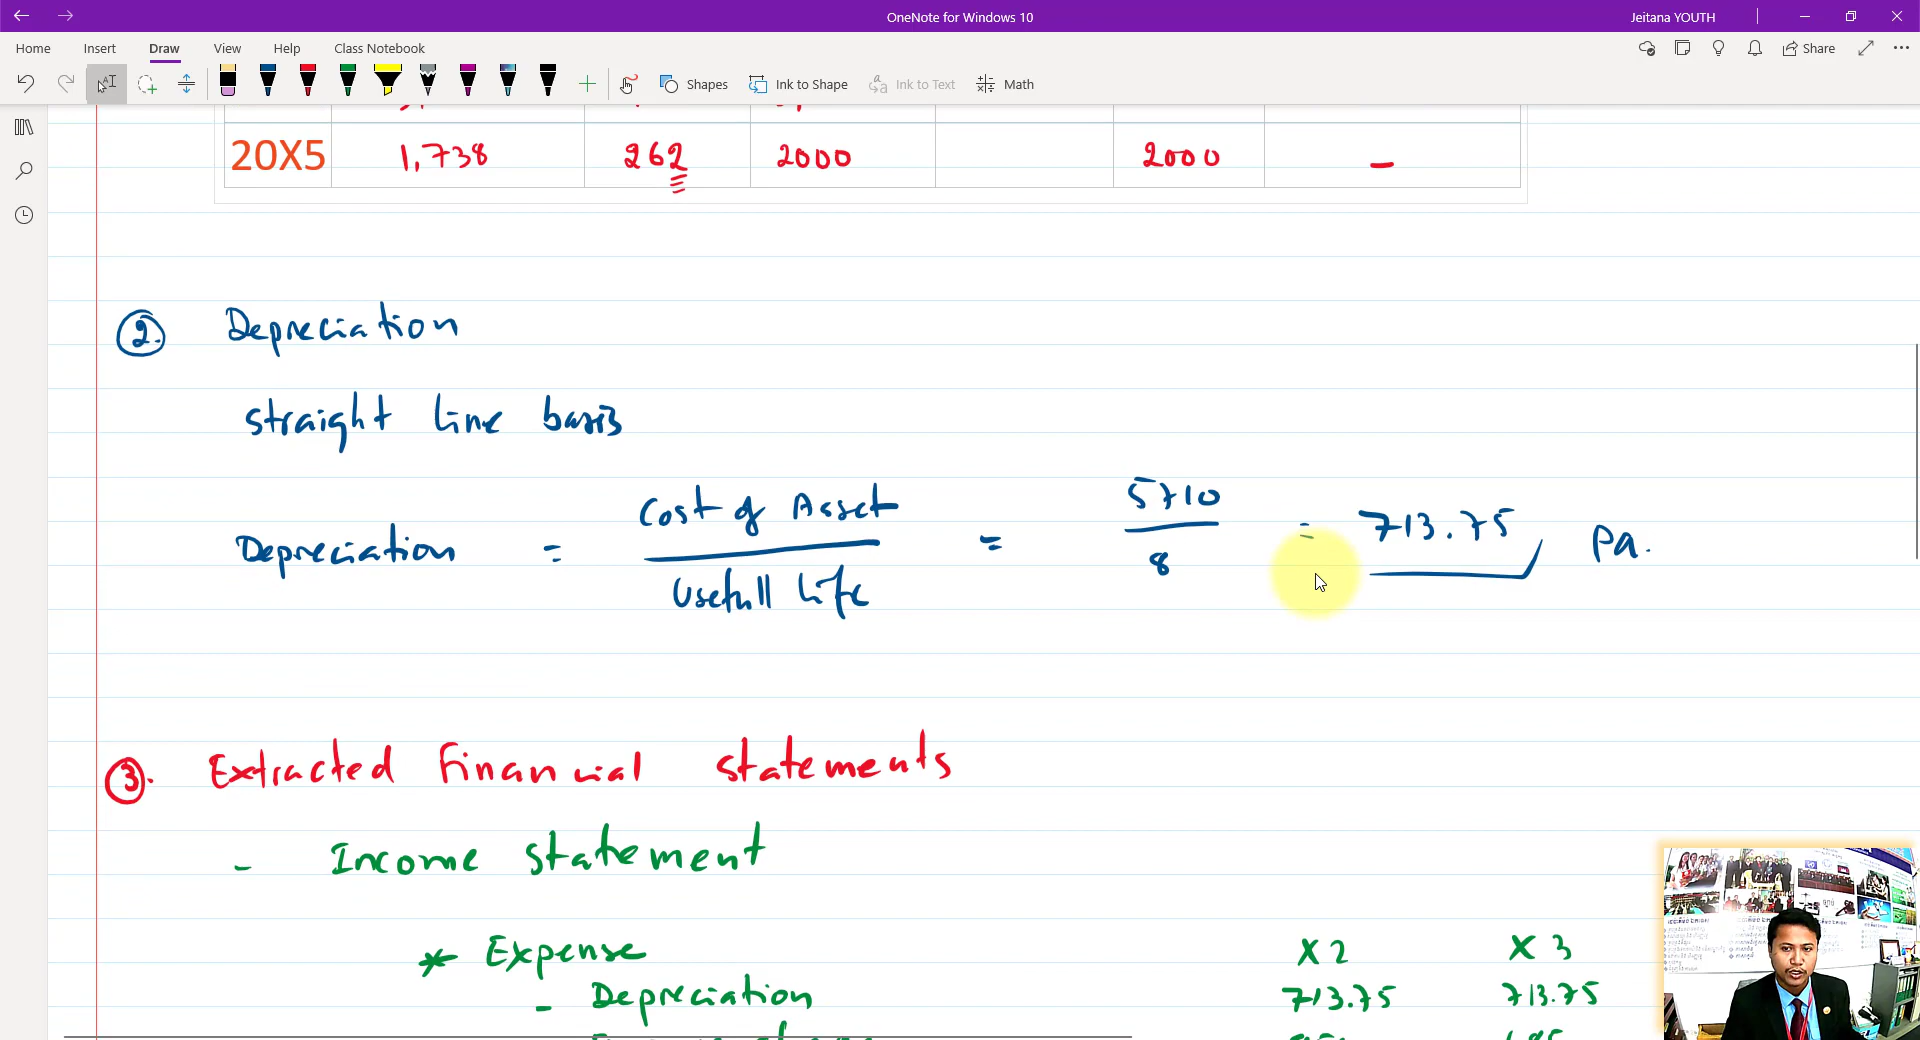 OneNote for Windows 10
Jeitana YOUTH
Home Insert Draw View Help Class Notebook
Share
Shapes Ink to Shape Ink to Text Math
20X5 1,738 262 2000 2000 –
2. Depreciation
straight line basis
Depreciation = Cost of Asset / Usefull Life = 5710 / 8 = 713.75 Pa.
3. Extracted Financial statements
- Income statement
* Expense X2 X3
- Depreciation 713.75 713.75